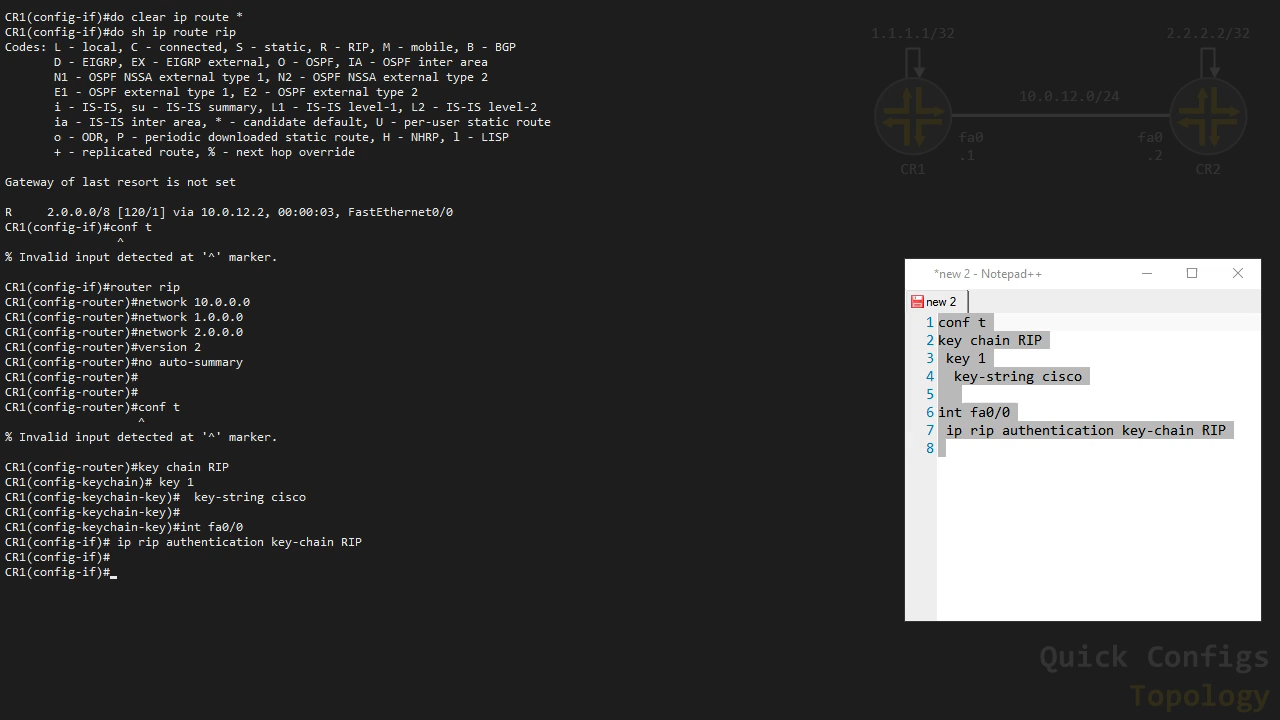 CR1(config-if)#do clear ip route *
CR1(config-if)#do sh ip route rip
Codes: L - local, C - connected, S - static, R - RIP, M - mobile, B - BGP
       D - EIGRP, EX - EIGRP external, O - OSPF, IA - OSPF inter area
       N1 - OSPF NSSA external type 1, N2 - OSPF NSSA external type 2
       E1 - OSPF external type 1, E2 - OSPF external type 2
       i - IS-IS, su - IS-IS summary, L1 - IS-IS level-1, L2 - IS-IS level-2
       ia - IS-IS inter area, * - candidate default, U - per-user static route
       o - ODR, P - periodic downloaded static route, H - NHRP, l - LISP
       + - replicated route, % - next hop override
Gateway of last resort is not set
R     2.0.0.0/8 [120/1] via 10.0.12.2, 00:00:03, FastEthernet0/0
CR1(config-if)#conf t
                ^
% Invalid input detected at '^' marker.
CR1(config-if)#router rip
CR1(config-router)#network 10.0.0.0
CR1(config-router)#network 1.0.0.0
CR1(config-router)#network 2.0.0.0
CR1(config-router)#version 2
CR1(config-router)#no auto-summary
CR1(config-router)#
CR1(config-router)#
CR1(config-router)#conf t
                   ^
% Invalid input detected at '^' marker.
CR1(config-router)#key chain RIP
CR1(config-keychain)# key 1
CR1(config-keychain-key)#  key-string cisco
CR1(config-keychain-key)#
CR1(config-keychain-key)#int fa0/0
CR1(config-if)# ip rip authentication key-chain RIP
CR1(config-if)#
CR1(config-if)#_
1.1.1.1/32
2.2.2.2/32
10.0.12.0/24
fa0
fa0
.1
.2
CR1
CR2
*new 2 - Notepad++
new 2
1 conf t
2 key chain RIP
3  key 1
4   key-string cisco
5
6 int fa0/0
7  ip rip authentication key-chain RIP
8
Quick Configs
Topology